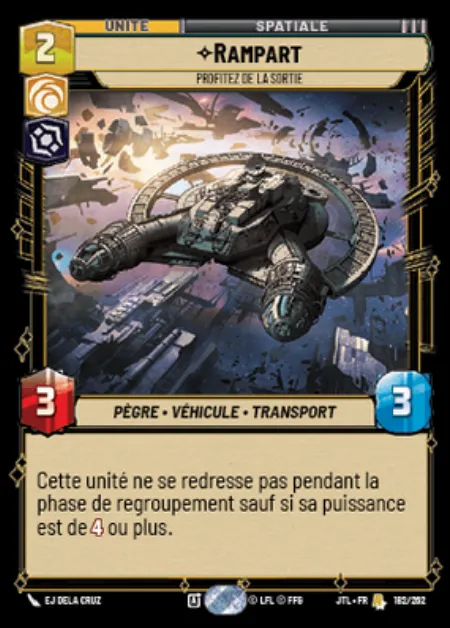 UNITÉ SPATIALE
2
RAMPART
PROFITEZ DE LA SORTIE
3
PÈGRE • VÉHICULE • TRANSPORT
3
Cette unité ne se redresse pas pendant la
phase de regroupement sauf si sa puissance
est de 4 ou plus.
EJ DELA CRUZ
A
© LFL © FFG
JTL • FR
182/262